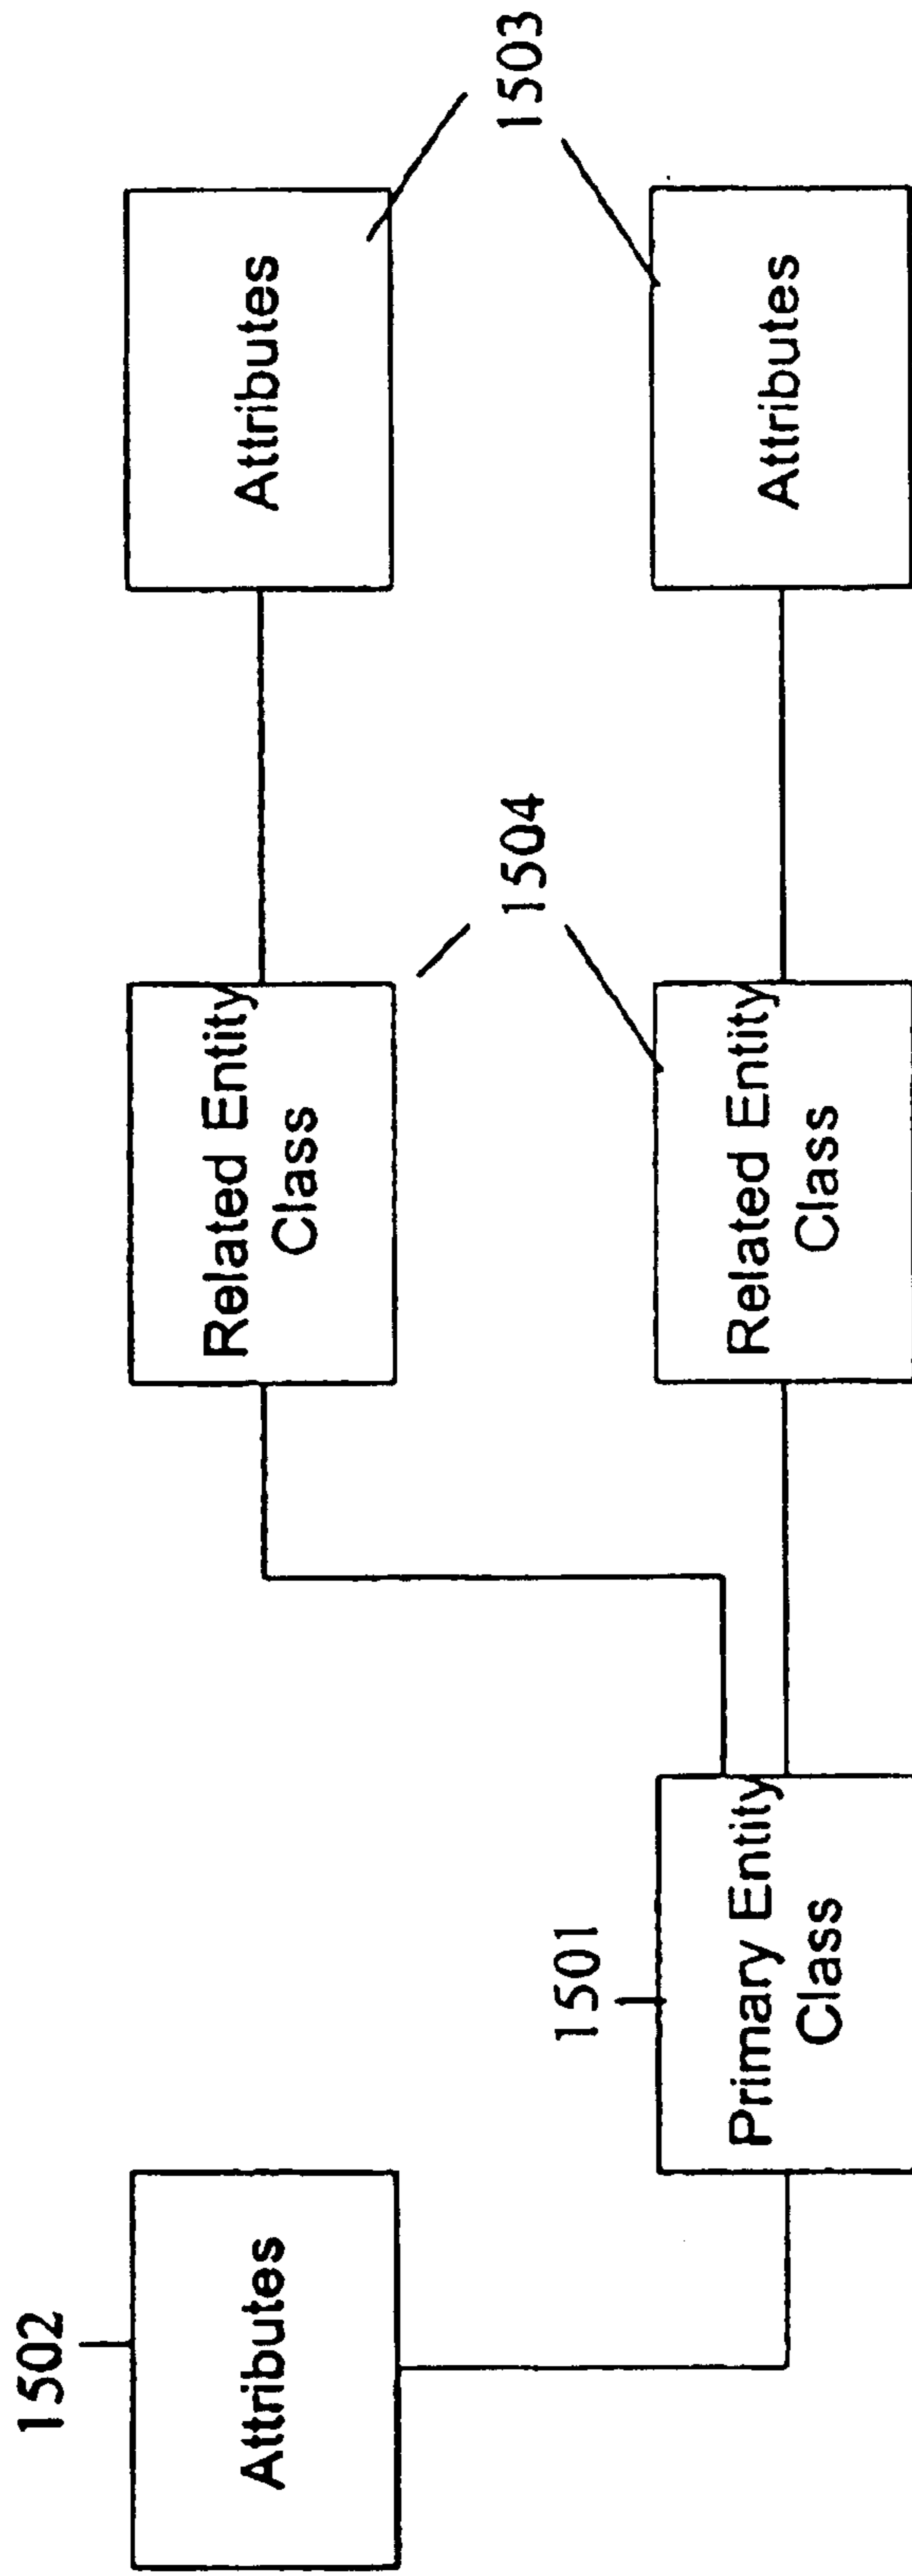 1502
Attributes
1501
Primary Entity
Class
Related Entity
Class
1504
Related Entity
Class
Attributes
1503
Attributes